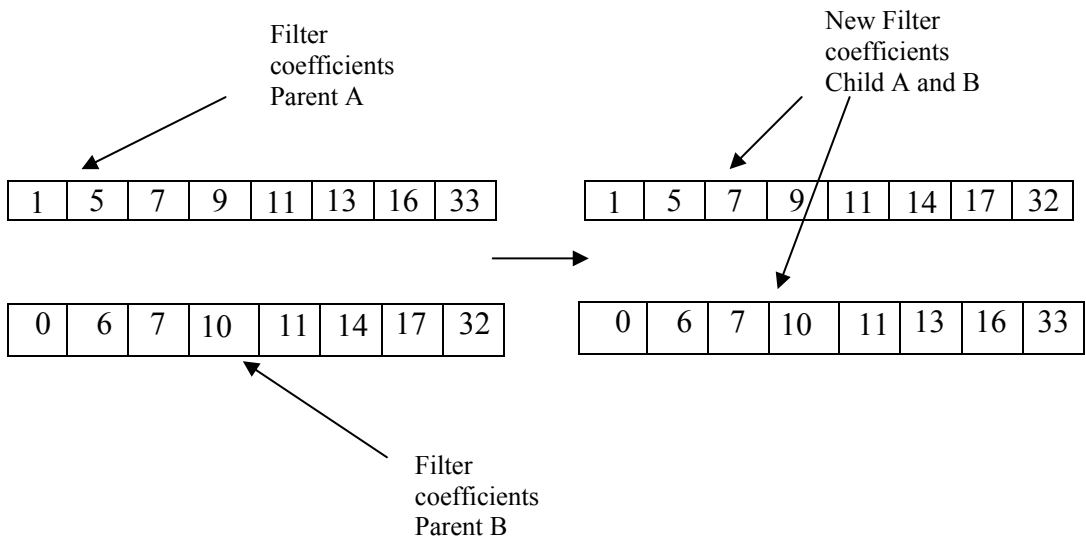 Filter
coefficients
Parent A
New Filter
coefficients
Child A and B
1 5 7 9 11 13 16 33
1 5 7 9 11 14 17 32
0 6 7 10 11 14 17 32
0 6 7 10 11 13 16 33
Filter
coefficients
Parent B